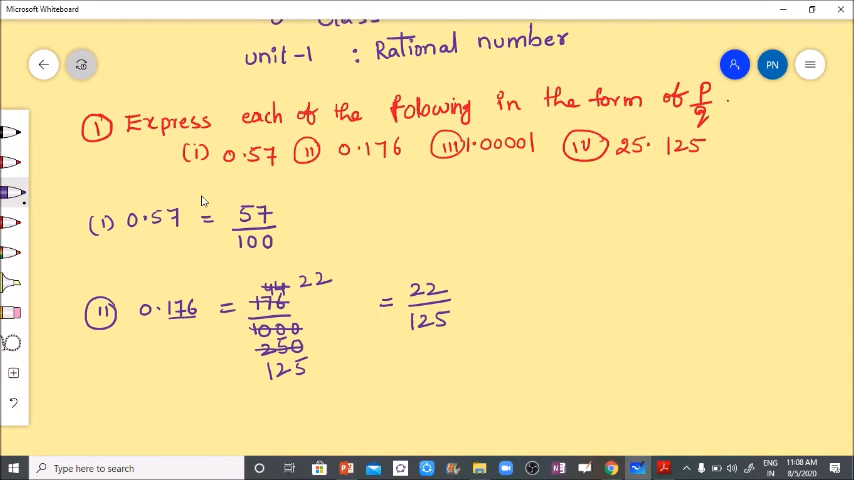 Microsoft Whiteboard
unit-1 : Rational number
PN
① Express each of the Folowing in the form of P/q .
(i) 0.57 ⓘⓘ 0.176 (III) 1.00001 (IV) 25.125
(i) 0.57 = 57/100
(ii) 0.176 = 44 22 176 1000 250 125 = 22/125
Type here to search
ENG 11:08 AM
IN 8/5/2020